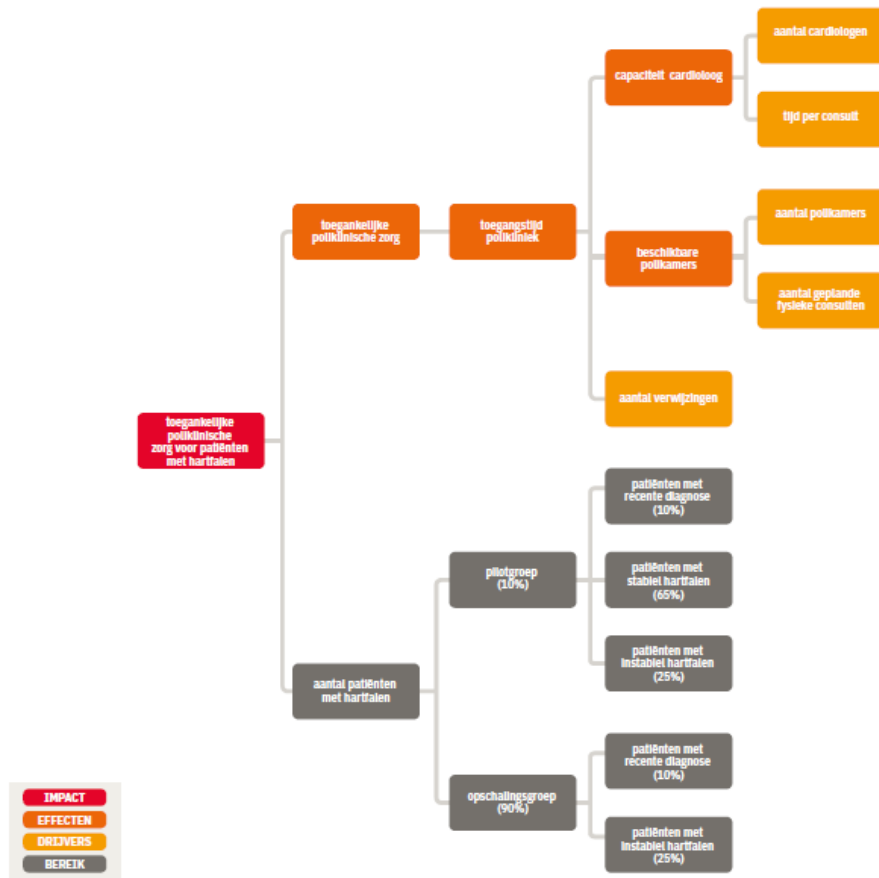 aantal cardiologen
capaciteit cardioloog
tijd per consult
toegankelijke
poliklinische zorg
toegangstijd
polikliniek
aantal polikamers
beschikbare
polikamers
aantal geplande
fysieke consulten
aantal verwijzingen
toegankelijke
poliklinische
zorg voor patiënten
met hartfalen
patiënten met
recente diagnose
(10%)
pilotgroep
(10%)
patiënten met
stabiel hartfalen
(65%)
patiënten met
instabiel hartfalen
(25%)
aantal patiënten
met hartfalen
patiënten met
recente diagnose
(10%)
opschalingsgroep
(90%)
patiënten met
instabiel hartfalen
(25%)
IMPACT
EFFECTEN
DRIJVERS
BEREIK